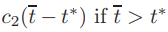 c₂(t̅ − t*) if t̅ > t*